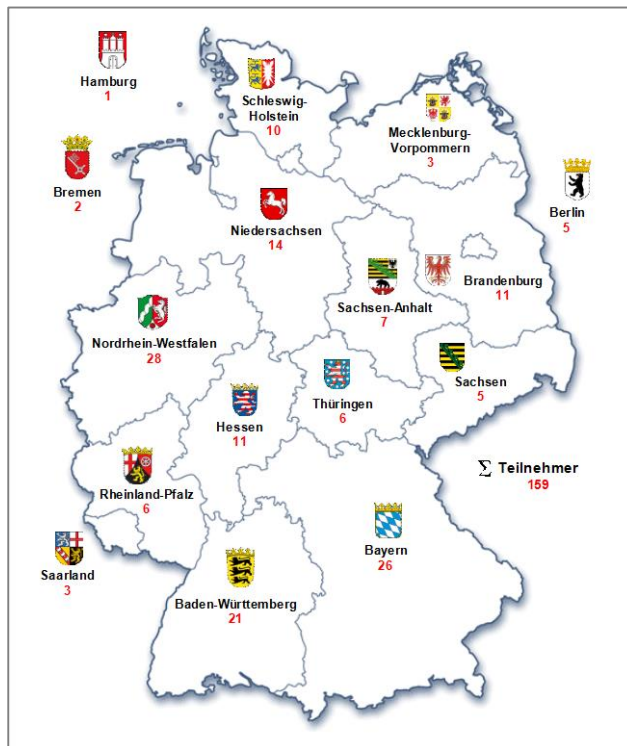 Hamburg
1
Schleswig-
Holstein
10
Mecklenburg-
Vorpommern
3
Bremen
2
Berlin
5
Niedersachsen
14
Brandenburg
11
Sachsen-Anhalt
7
Nordrhein-Westfalen
28
Sachsen
5
Thüringen
6
Hessen
11
Σ Teilnehmer
159
Rheinland-Pfalz
6
Bayern
26
Saarland
3
Baden-Württemberg
21